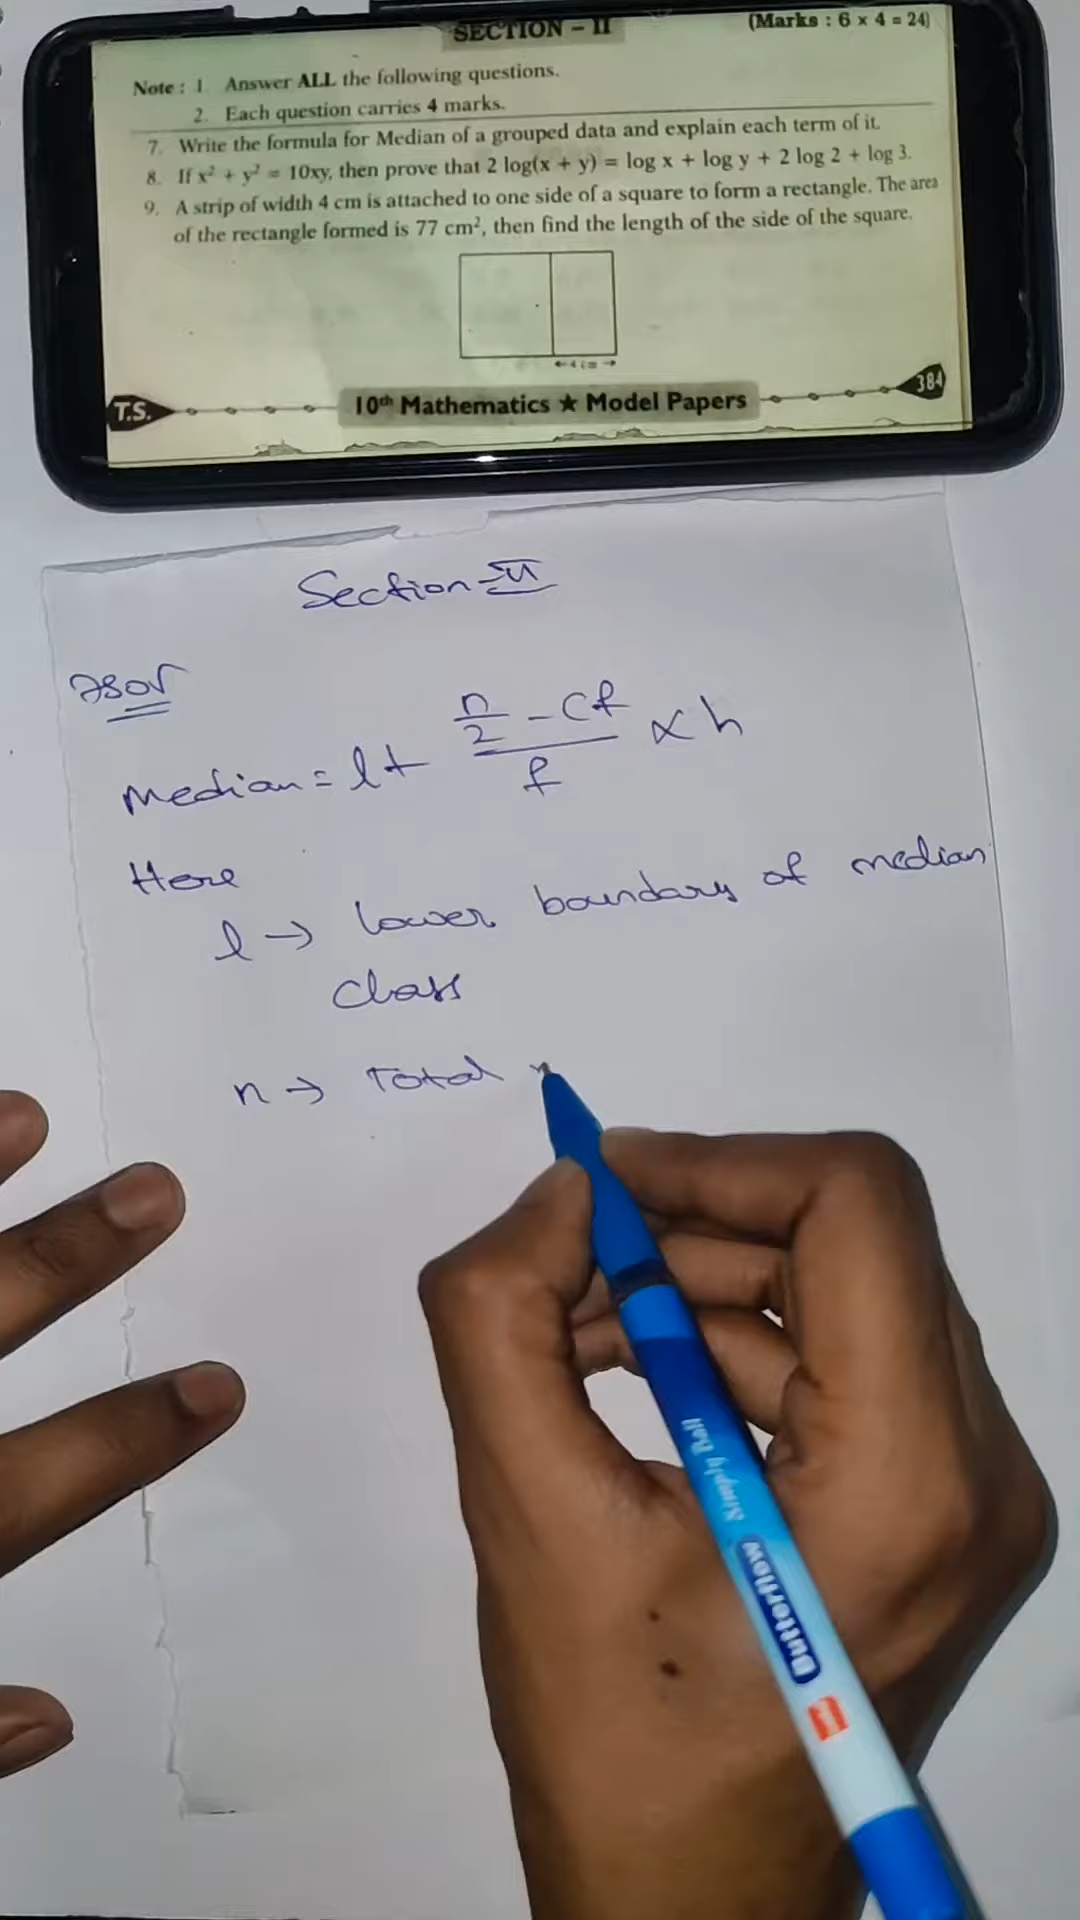 SECTION - II
(Marks : 6 x 4 = 24)
Note : 1. Answer ALL the following questions.
2. Each question carries 4 marks.
7. Write the formula for Median of a grouped data and explain each term of it.
8. If x² + y² = 10xy, then prove that 2 log(x + y) = log x + log y + 2 log 2 + log 3.
9. A strip of width 4 cm is attached to one side of a square to form a rectangle. The area
of the rectangle formed is 77 cm², then find the length of the side of the square.
4 cm
T.S.
10th Mathematics ★ Model Papers
384
Section-II
Median = l + (n/2 - cf)/f × h
Here
l → lower boundary of median
class
n → Total
Simply Ball
Butterflow